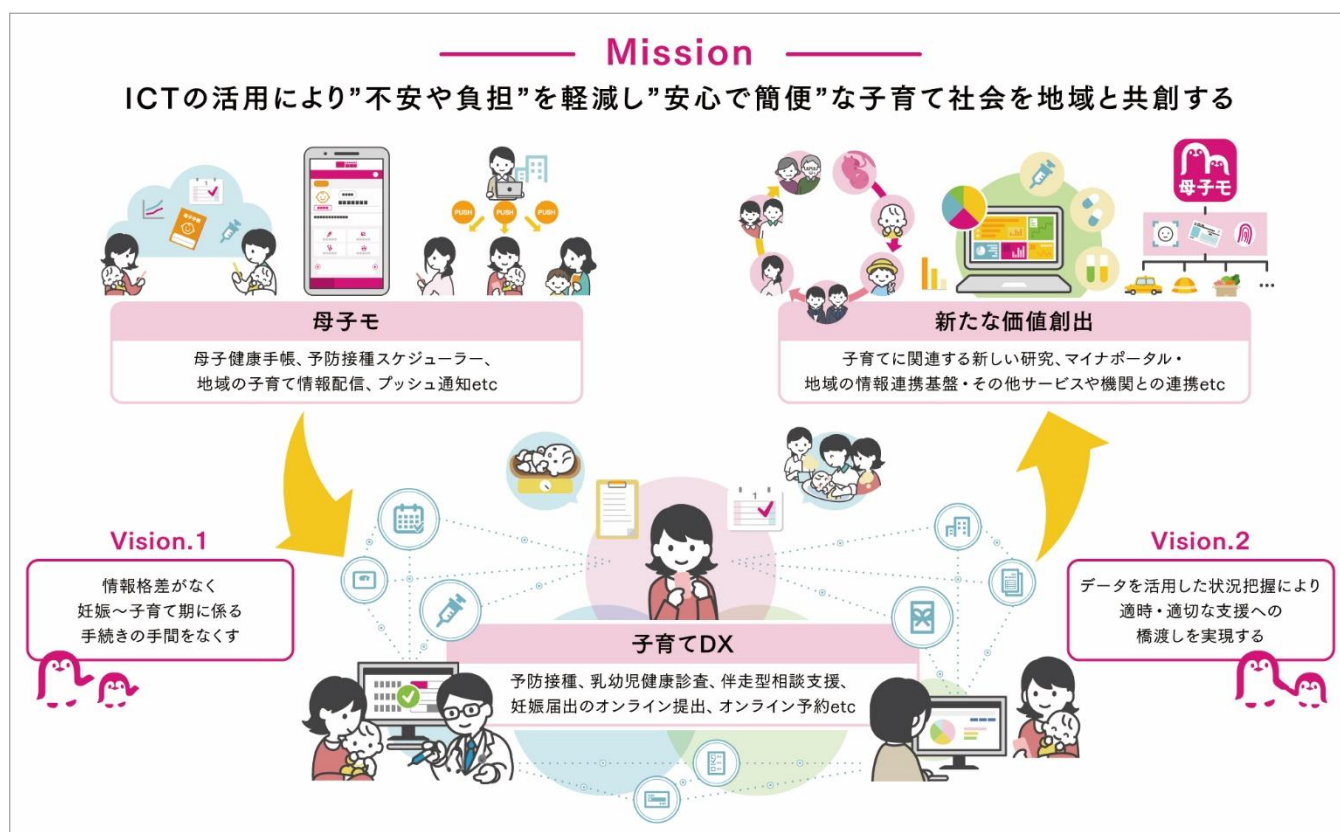 Mission
ICTの活用により”不安や負担”を軽減し”安心で簡便”な子育て社会を地域と共創する
1
母子手帳
PUSH
PUSH
PUSH
母子モ
母子健康手帳、予防接種スケジューラー、
地域の子育て情報配信、プッシュ通知etc
母子モ
…
新たな価値創出
子育てに関連する新しい研究、マイナポータル・
地域の情報連携基盤・その他サービスや機関との連携etc
1
Vision.1
情報格差がなく
妊娠～子育て期に係る
手続きの手間をなくす
子育てDX
予防接種、乳幼児健康診査、伴走型相談支援、
妊娠届出のオンライン提出、オンライン予約etc
Vision.2
データを活用した状況把握により
適時・適切な支援への
橋渡しを実現する